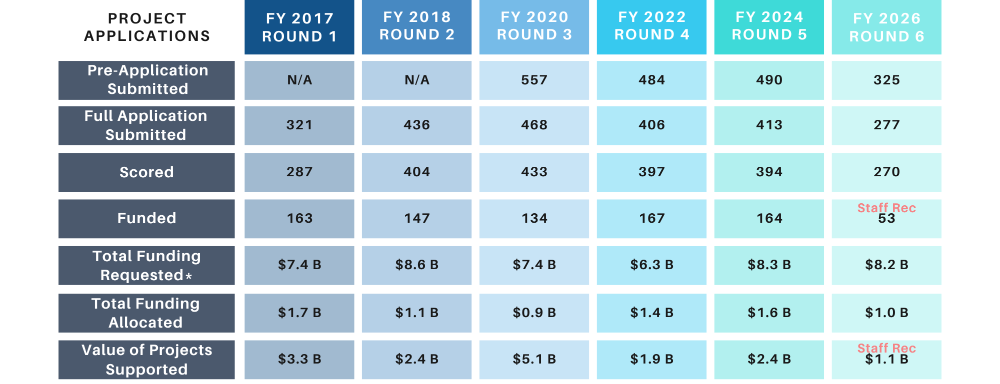 PROJECT
APPLICATIONS
FY 2017
ROUND 1
FY 2018
ROUND 2
FY 2020
ROUND 3
FY 2022
ROUND 4
FY 2024
ROUND 5
FY 2026
ROUND 6
Pre-Application
Submitted
N/A
N/A
557
484
490
325
Full Application
Submitted
321
436
468
406
413
277
Scored
287
404
433
397
394
270
Funded
163
147
134
167
164
Staff Rec
53
Total Funding
Requested*
$7.4 B
$8.6 B
$7.4 B
$6.3 B
$8.3 B
$8.2 B
Total Funding
Allocated
$1.7 B
$1.1 B
$0.9 B
$1.4 B
$1.6 B
$1.0 B
Value of Projects
Supported
$3.3 B
$2.4 B
$5.1 B
$1.9 B
$2.4 B
Staff Rec
$1.1 B